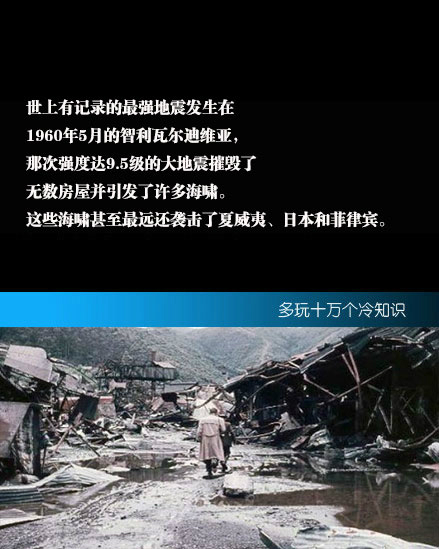 世上有记录的最强地震发生在
1960年5月的智利瓦尔迪维亚，
那次强度达9.5级的大地震摧毁了
无数房屋并引发了许多海啸。
这些海啸甚至最远还袭击了夏威夷、日本和菲律宾。
多玩十万个冷知识